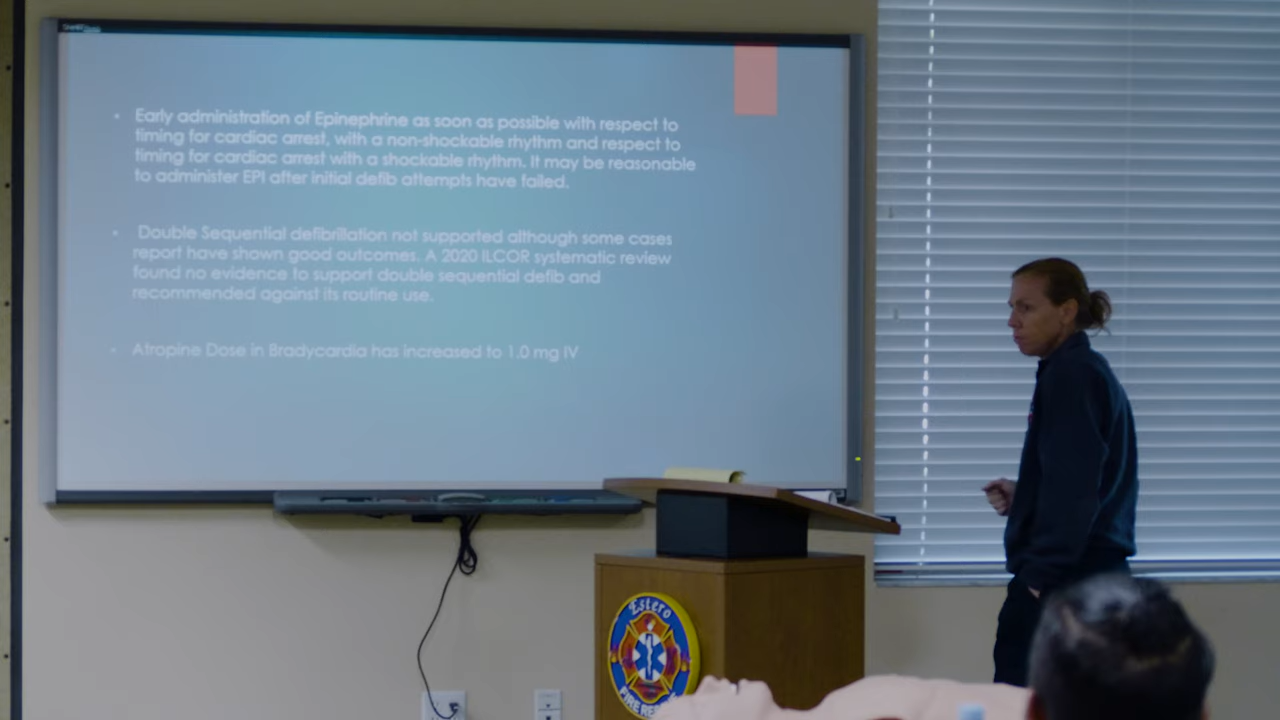 Early administration of Epinephrine as soon as possible with respect to
timing for cardiac arrest, with a non-shockable rhythm and respect to
timing for cardiac arrest with a shockable rhythm. It may be reasonable
to administer EPI after initial defib attempts have failed.
Double Sequential defibrillation not supported although some cases
report have shown good outcomes. A 2020 ILCOR systematic review
found no evidence to support double sequential defib and
recommended against its routine use.
Atropine Dose in Bradycardia has increased to 1.0 mg IV
Estero
FIRE RES